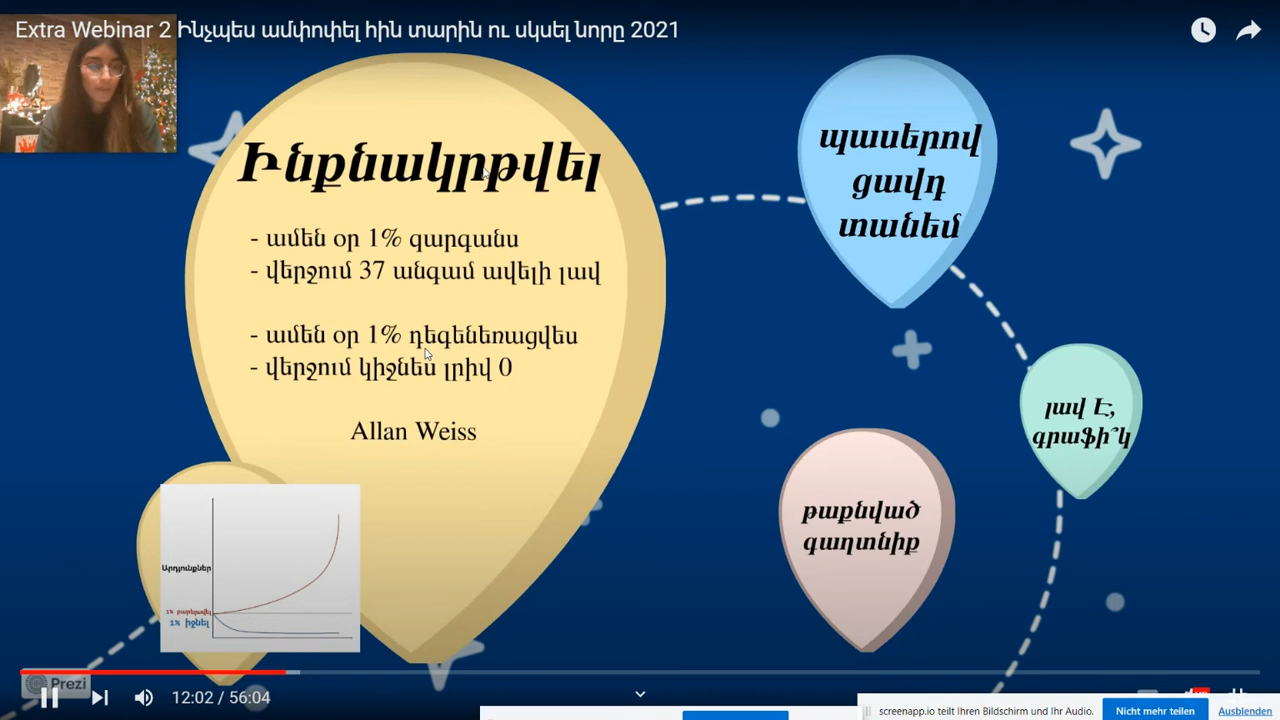 Extra Webinar 2 Ինչպես ամփոփել հին տարին ու սկսել նորը 2021
Ինքնակրթվել
- ամեն օր 1% զարգանս
- վերջում 37 անգամ ավելի լավ
- ամեն օր 1% դեգեներացվես
- վերջում կիջնես լրիվ 0
Allan Weiss
պասերով
ցավդ
տանեմ
լավ Է,
գրաֆի՞կ
թաքնված
գաղտնիք
Արդյունքներ
1% բարելավել
1% իջնել
Prezi
12:02 / 56:04
screenapp.io teilt Ihren Bildschirm und Ihr Audio.
Nicht mehr teilen
Ausblenden